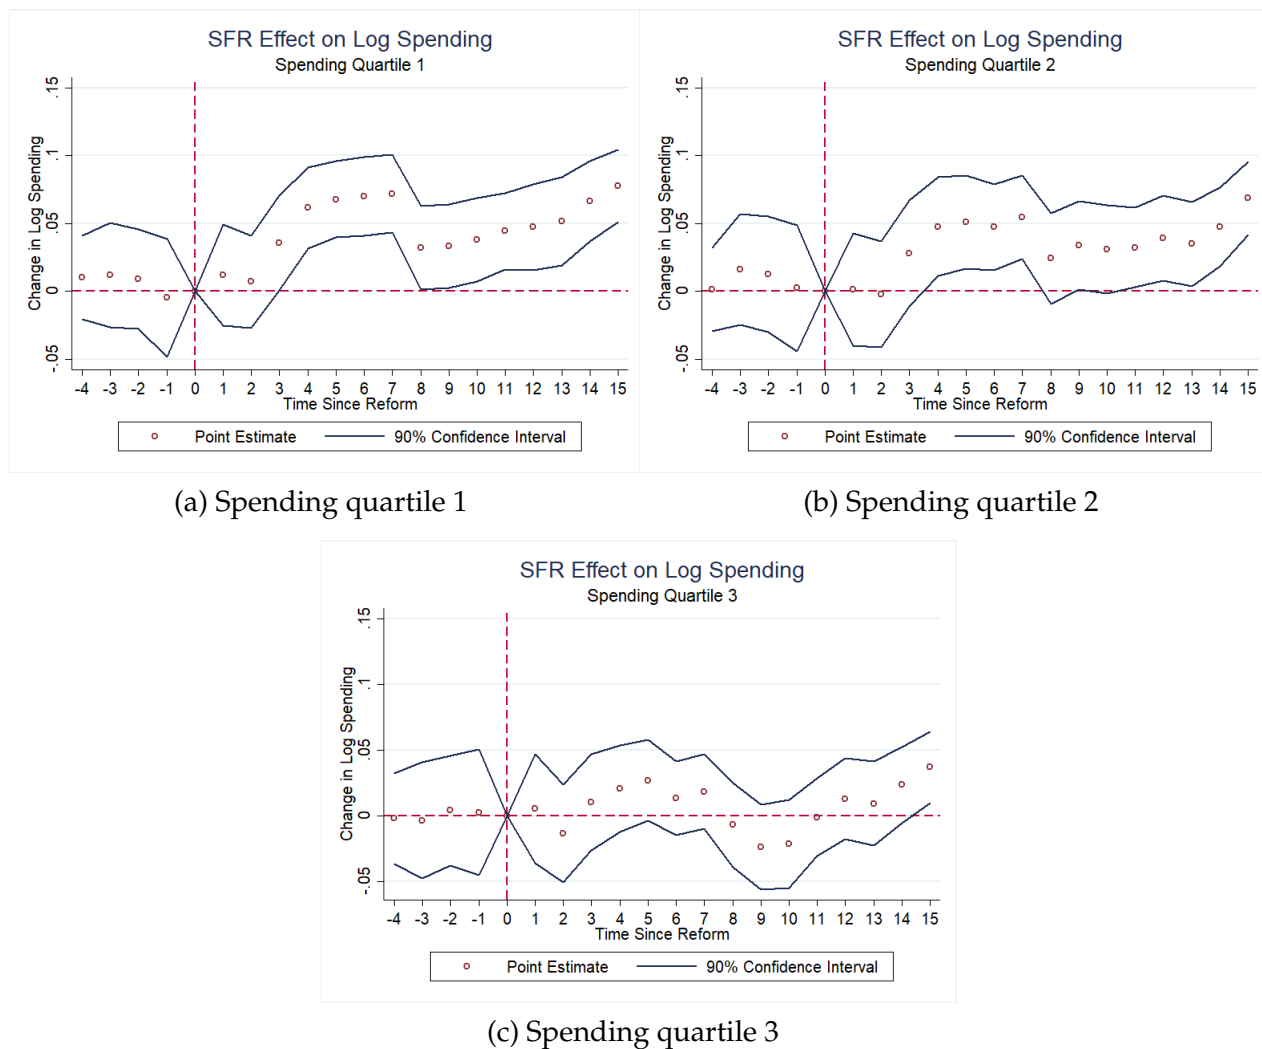 SFR Effect on Log Spending
Spending Quartile 1
Change in Log Spending
.15
.1
.05
0
-.05
-4 -3 -2 -1 0 1 2 3 4 5 6 7 8 9 10 11 12 13 14 15
Time Since Reform
Point Estimate 90% Confidence Interval
(a) Spending quartile 1
SFR Effect on Log Spending
Spending Quartile 2
Change in Log Spending
.15
.1
.05
0
-.05
-4 -3 -2 -1 0 1 2 3 4 5 6 7 8 9 10 11 12 13 14 15
Time Since Reform
Point Estimate 90% Confidence Interval
(b) Spending quartile 2
SFR Effect on Log Spending
Spending Quartile 3
Change in Log Spending
.15
.1
.05
0
-.05
-4 -3 -2 -1 0 1 2 3 4 5 6 7 8 9 10 11 12 13 14 15
Time Since Reform
Point Estimate 90% Confidence Interval
(c) Spending quartile 3